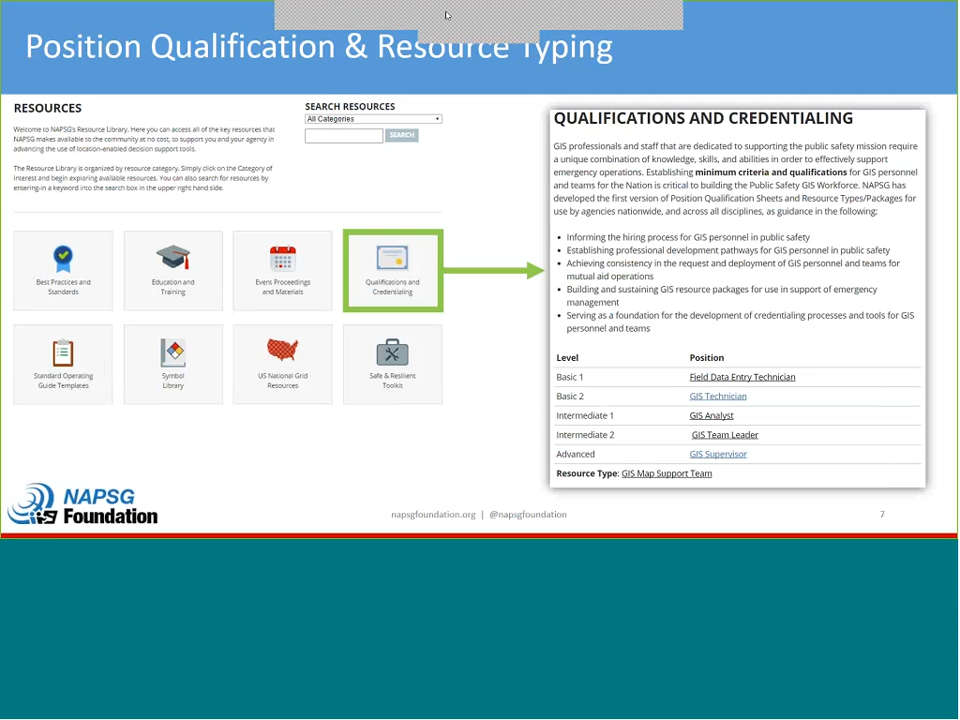 Position Qualification & Resource Typing
RESOURCES
Welcome to NAPSG's Resource Library. Here you can access all of the key resources that
NAPSG makes available to the community at no cost, to support you and your agency in
advancing the use of location-enabled decision support tools.
The Resource Library is organized by resource category. Simply click on the Category of
interest and begin exploring available resources. You can also search for resources by
entering-in a keyword into the search box in the upper right hand side.
SEARCH RESOURCES
All Categories
SEARCH
Best Practices and
Standards
Education and
Training
Event Proceedings
and Materials
Qualifications and
Credentialing
Standard Operating
Guide Templates
Symbol
Library
US National Grid
Resources
Safe & Resilient
Toolkit
QUALIFICATIONS AND CREDENTIALING
GIS professionals and staff that are dedicated to supporting the public safety mission require
a unique combination of knowledge, skills, and abilities in order to effectively support
emergency operations. Establishing minimum criteria and qualifications for GIS personnel
and teams for the Nation is critical to building the Public Safety GIS Workforce. NAPSG has
developed the first version of Position Qualification Sheets and Resource Types/Packages for
use by agencies nationwide, and across all disciplines, as guidance in the following:
• Informing the hiring process for GIS personnel in public safety
• Establishing professional development pathways for GIS personnel in public safety
• Achieving consistency in the request and deployment of GIS personnel and teams for
mutual aid operations
• Building and sustaining GIS resource packages for use in support of emergency
management
• Serving as a foundation for the development of credentialing processes and tools for GIS
personnel and teams
Level Position
Basic 1 Field Data Entry Technician
Basic 2 GIS Technician
Intermediate 1 GIS Analyst
Intermediate 2 GIS Team Leader
Advanced GIS Supervisor
Resource Type: GIS Map Support Team
NAPSG
Foundation
napsgfoundation.org | @napsgfoundation
7